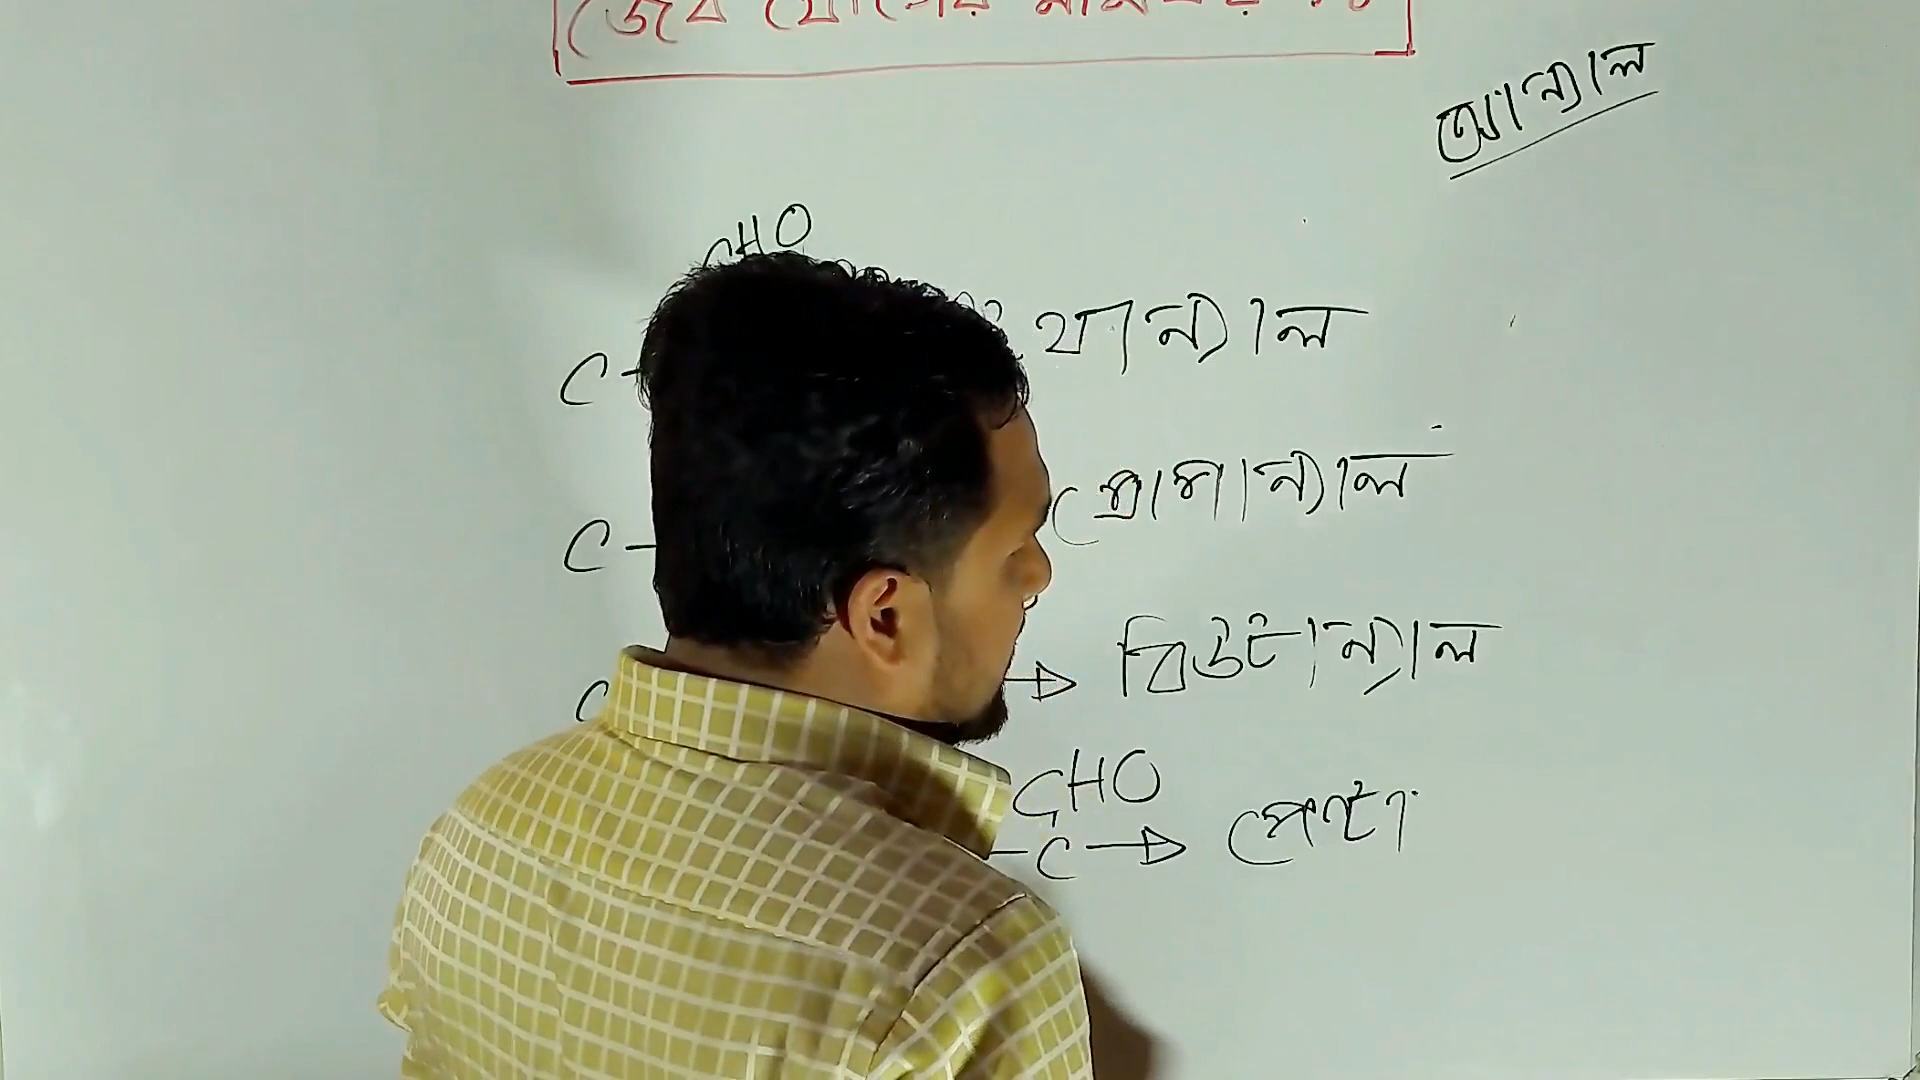 জৈব যৌগের নামকরণ
অ্যান্যাল
CHO
C- থান্যাল
C- প্রোপান্যাল
C → বিউটান্যাল
CHO
-C → পেন্টা